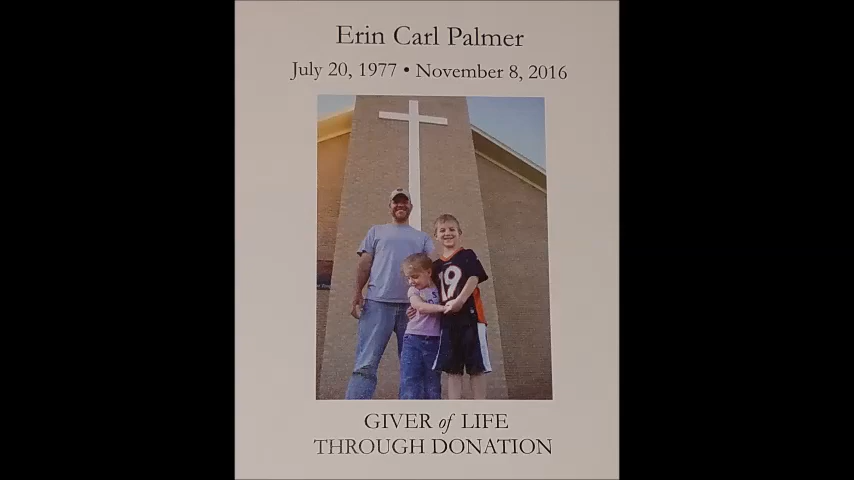 Erin Carl Palmer
July 20, 1977 • November 8, 2016
19
GIVER of LIFE
THROUGH DONATION